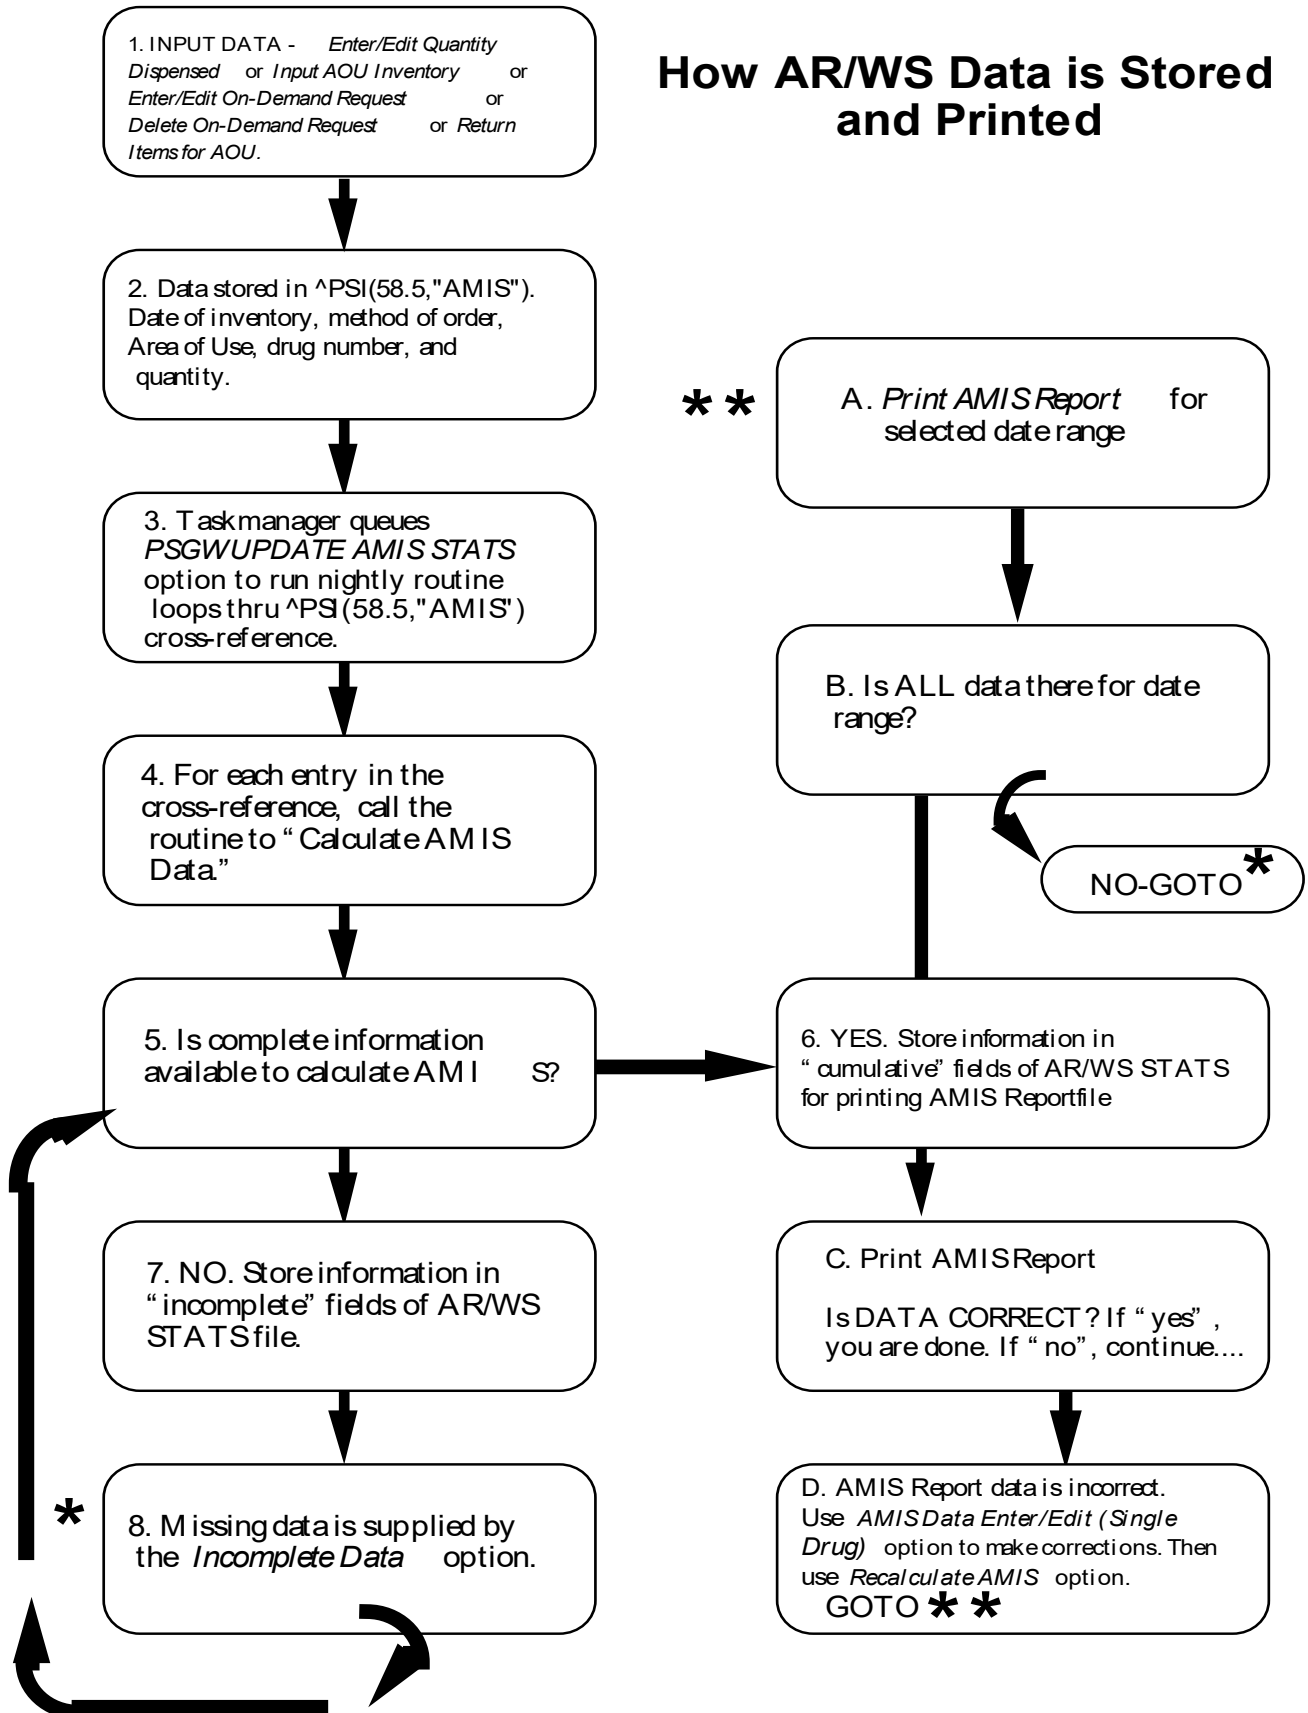 How AR/WS Data is Stored
and Printed
1. INPUT DATA - Enter/Edit Quantity
Dispensed or Input AOU Inventory or
Enter/Edit On-Demand Request or
Delete On-Demand Request or Return
Items for AOU.
2. Data stored in ^PSI(58.5,"AMIS").
Date of inventory, method of order,
Area of Use, drug number, and
quantity.
3. Taskmanager queues
PSGWUPDATE AMIS STATS
option to run nightly routine
loops thru ^PSI(58.5,"AMIS")
cross-reference.
4. For each entry in the
cross-reference, call the
routine to “Calculate AMIS
Data.”
5. Is complete information
available to calculate AMI S?
6. YES. Store information in
“cumulative” fields of AR/WS STATS
for printing AMIS Reportfile
7. NO. Store information in
“incomplete” fields of AR/WS
STATS file.
*
8. Missing data is supplied by
the Incomplete Data option.
**
A. Print AMIS Report for
selected date range
B. Is ALL data there for date
range?
NO-GOTO*
C. Print AMIS Report
Is DATA CORRECT? If “yes”,
you are done. If “no”, continue....
D. AMIS Report data is incorrect.
Use AMIS Data Enter/Edit (Single
Drug) option to make corrections. Then
use Recalculate AMIS option.
GOTO **